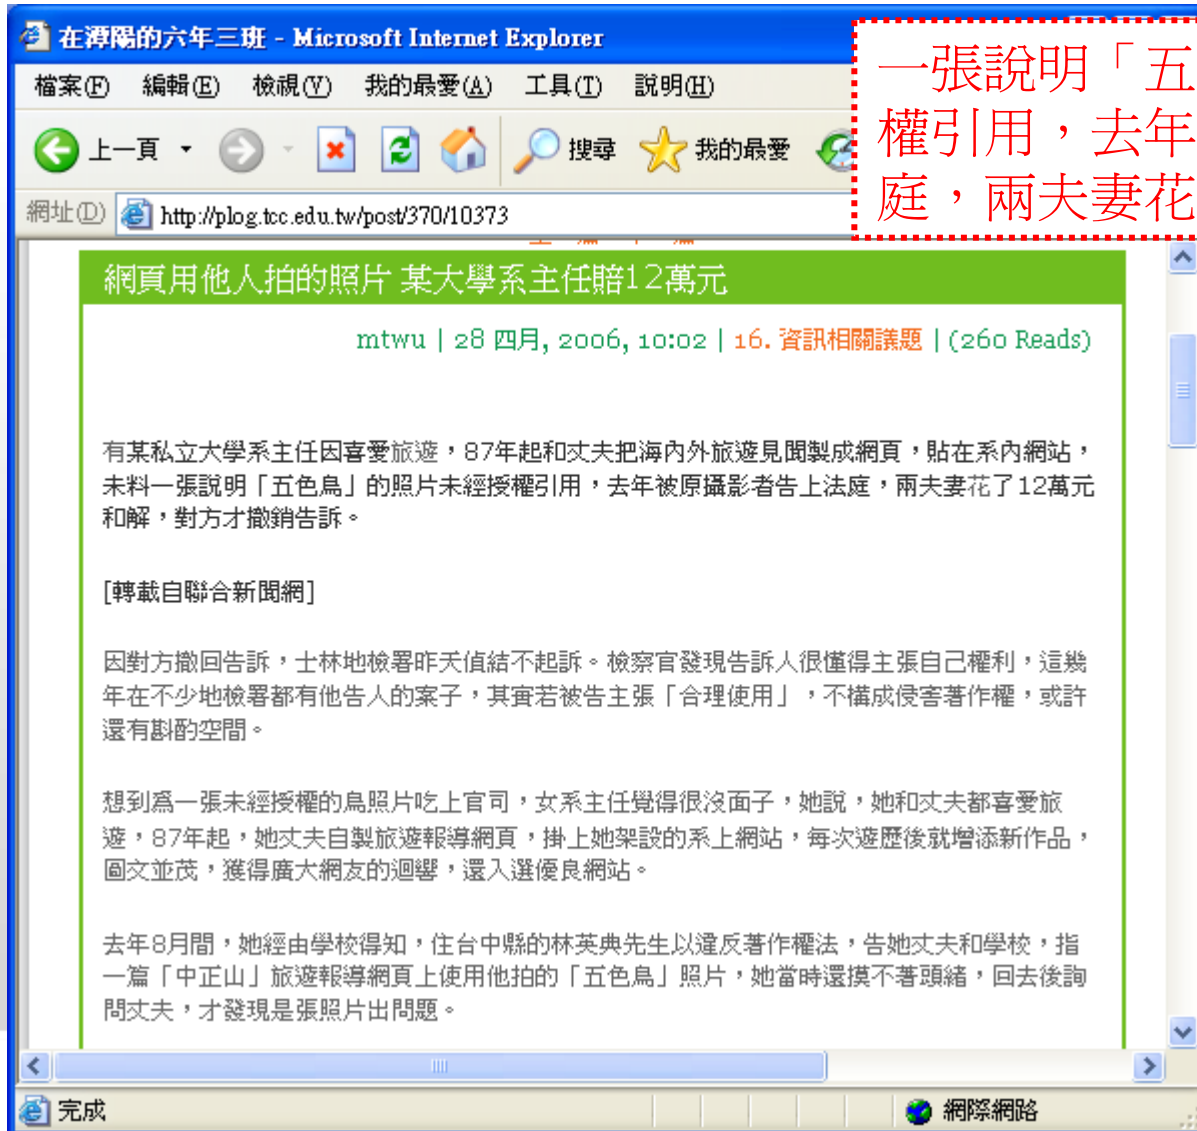 在潭陽的六年三班 - Microsoft Internet Explorer
檔案(F) 編輯(E) 檢視(V) 我的最愛(A) 工具(T) 說明(H)
上一頁 搜尋 我的最愛
網址(D) http://plog.tcc.edu.tw/post/370/10373
一張說明「五
權引用，去年
庭，兩夫妻花
網頁用他人拍的照片 某大學系主任賠12萬元
mtwu | 28 四月, 2006, 10:02 | 16. 資訊相關議題 | (260 Reads)
有某私立大學系主任因喜愛旅遊，87年起和丈夫把海內外旅遊見聞製成網頁，貼在系內網站，
未料一張說明「五色鳥」的照片未經授權引用，去年被原攝影者告上法庭，兩夫妻花了12萬元
和解，對方才撤銷告訴。
[轉載自聯合新聞網]
因對方撤回告訴，士林地檢署昨天偵結不起訴。檢察官發現告訴人很懂得主張自己權利，這幾
年在不少地檢署都有他告人的案子，其實若被告主張「合理使用」，不構成侵害著作權，或許
還有斟酌空間。
想到為一張未經授權的鳥照片吃上官司，女系主任覺得很沒面子，她說，她和丈夫都喜愛旅
遊，87年起，她丈夫自製旅遊報導網頁，掛上她架設的系上網站，每次遊歷後就增添新作品，
圖文並茂，獲得廣大網友的迴響，還入選優良網站。
去年8月間，她經由學校得知，住台中縣的林英典先生以違反著作權法，告她丈夫和學校，指
一篇「中正山」旅遊報導網頁上使用他拍的「五色鳥」照片，她當時還摸不著頭緒，回去後詢
問丈夫，才發現是張照片出問題。
完成 網際網路